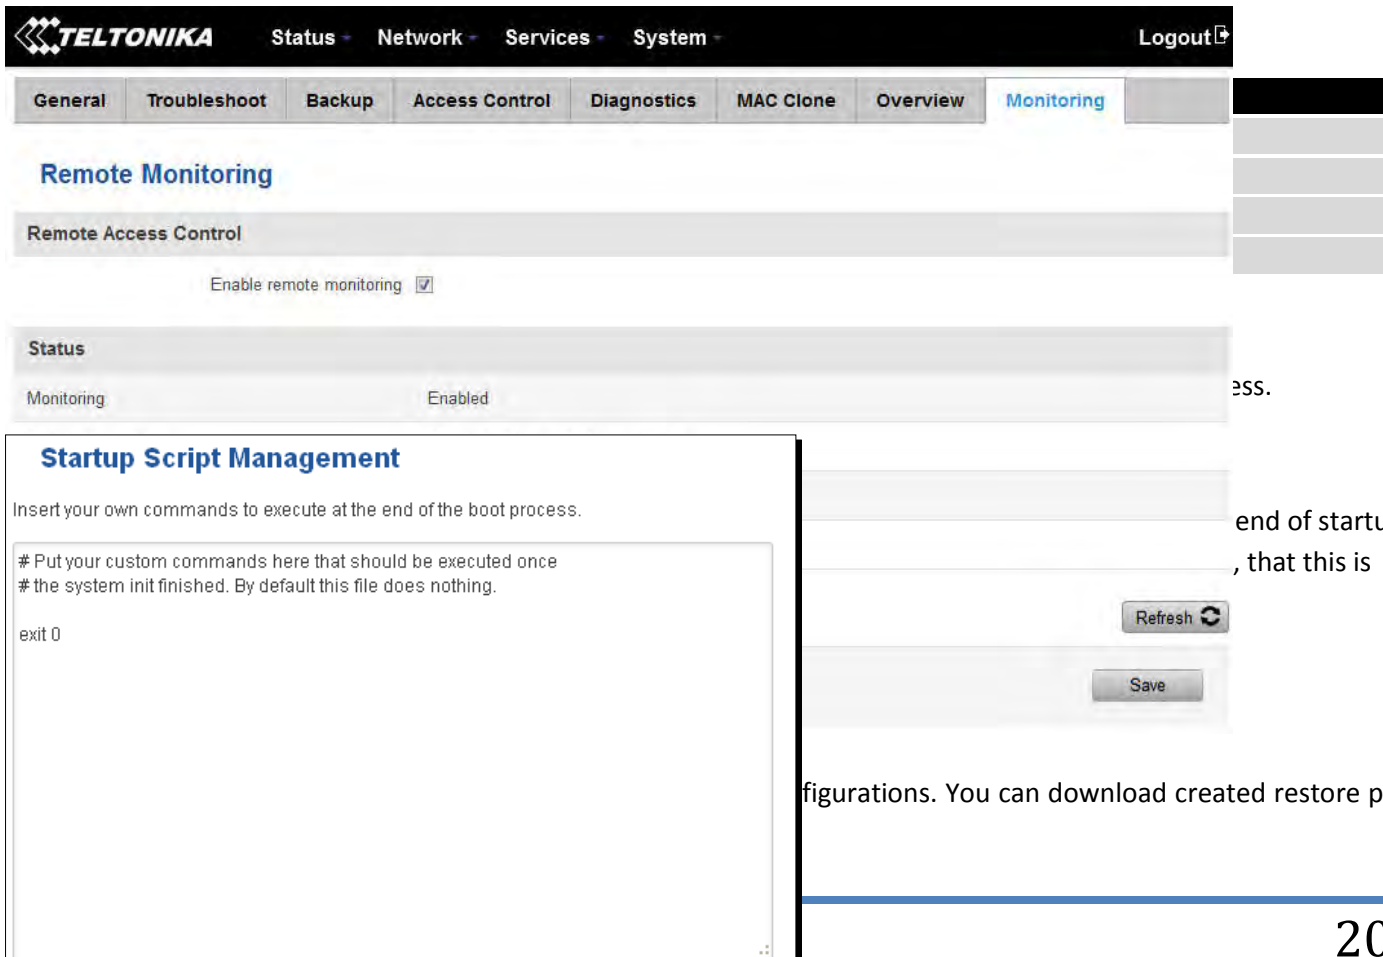 TELTONIKA Status Network Services System Logout
General Troubleshoot Backup Access Control Diagnostics MAC Clone Overview Monitoring
Remote Monitoring
Remote Access Control
Enable remote monitoring
Status
Monitoring Enabled
ess.
Startup Script Management
Insert your own commands to execute at the end of the boot process.
# Put your custom commands here that should be executed once
# the system init finished. By default this file does nothing.
exit 0
end of startu
, that this is
Refresh
Save
figurations. You can download created restore p
20